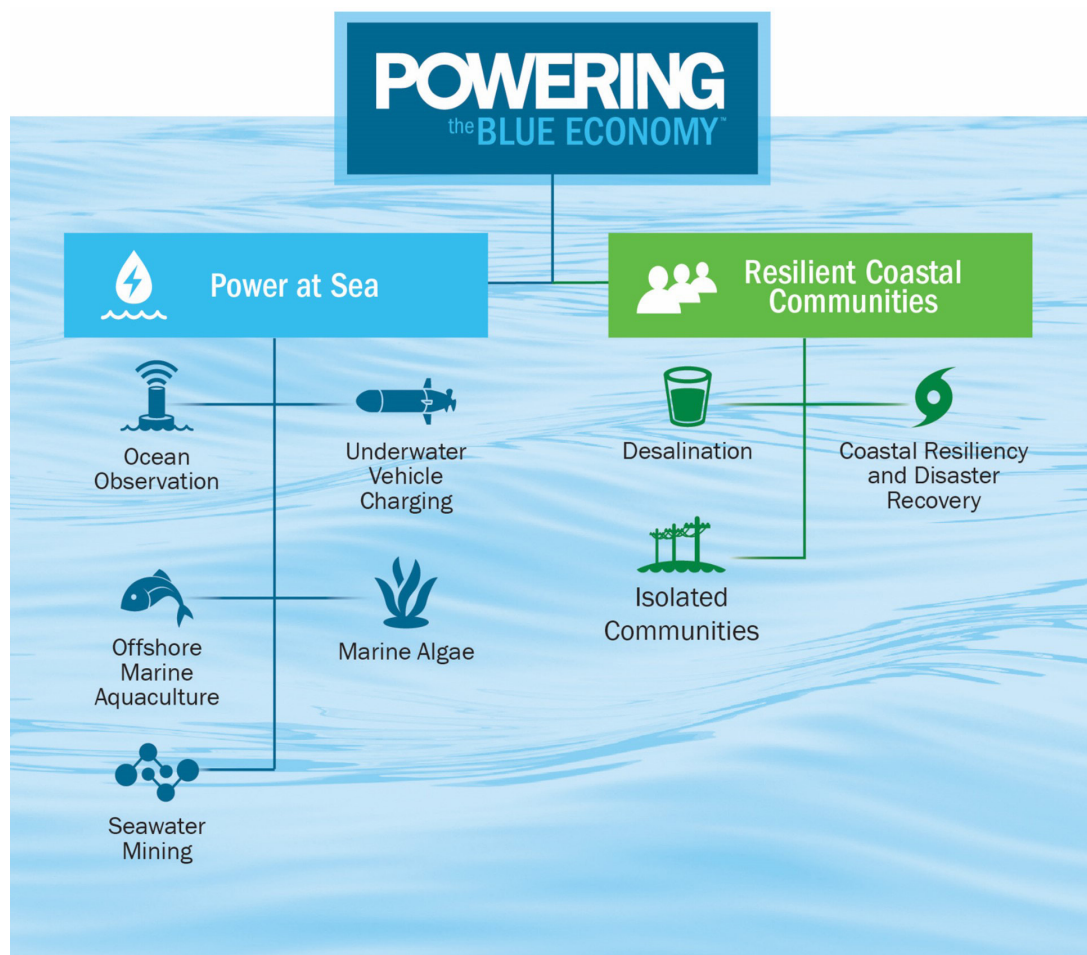 POWERING
the BLUE ECONOMY™
Power at Sea
Resilient Coastal
Communities
Ocean
Observation
Underwater
Vehicle
Charging
Desalination
Coastal Resiliency
and Disaster
Recovery
Offshore
Marine
Aquaculture
Marine Algae
Isolated
Communities
Seawater
Mining